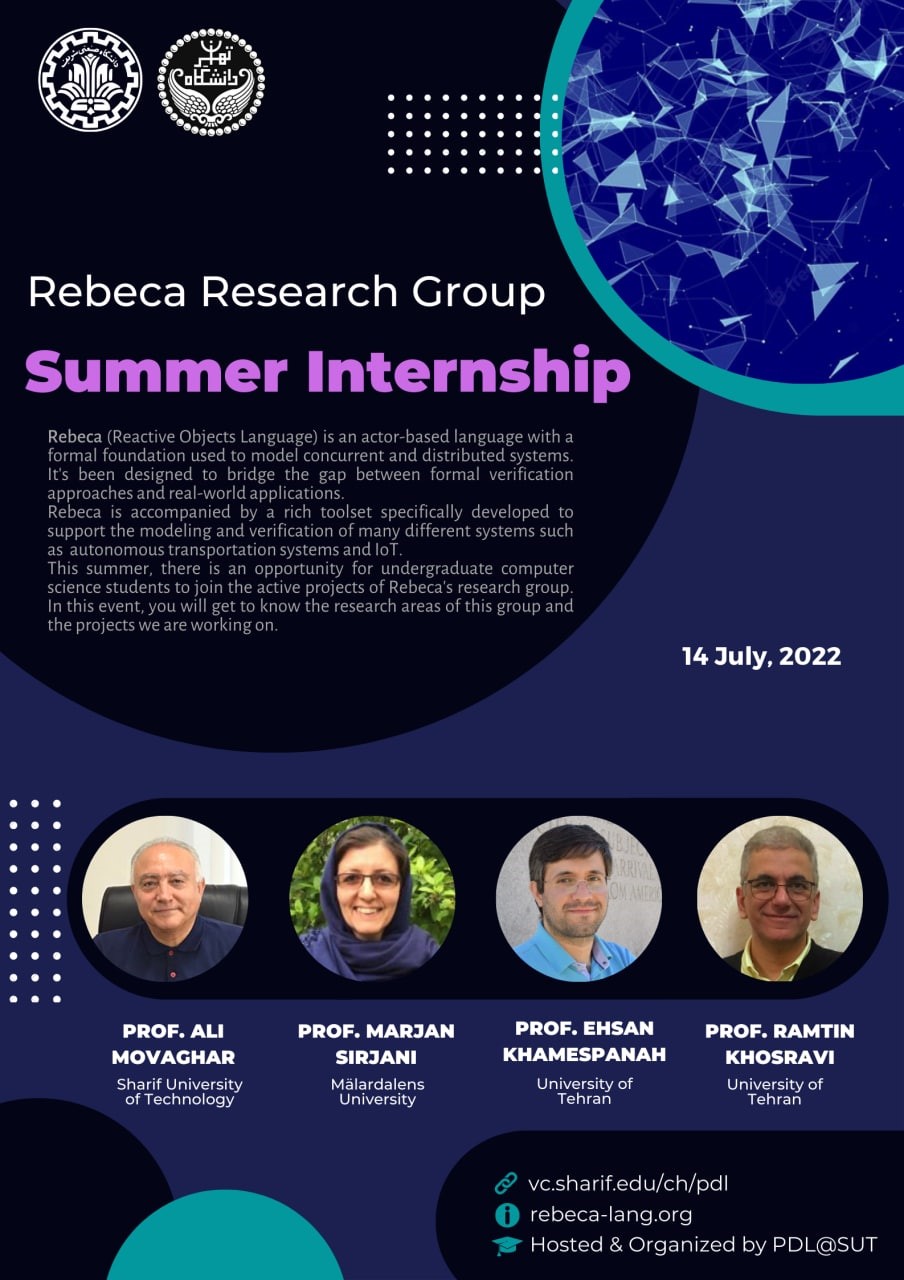 دانشگاه صنعتی شریف
دانشگاه تهران
Rebeca Research Group
Summer Internship
Rebeca (Reactive Objects Language) is an actor-based language with a
formal foundation used to model concurrent and distributed systems.
It's been designed to bridge the gap between formal verification
approaches and real-world applications.
Rebeca is accompanied by a rich toolset specifically developed to
support the modeling and verification of many different systems such
as autonomous transportation systems and IoT.
This summer, there is an opportunity for undergraduate computer
science students to join the active projects of Rebeca's research group.
In this event, you will get to know the research areas of this group and
the projects we are working on.
14 July, 2022
PROF. ALI
MOVAGHAR
Sharif University
of Technology
PROF. MARJAN
SIRJANI
Mälardalens
University
PROF. EHSAN
KHAMESPANAH
University of
Tehran
PROF. RAMTIN
KHOSRAVI
University of
Tehran
vc.sharif.edu/ch/pdl
rebeca-lang.org
Hosted & Organized by PDL@SUT